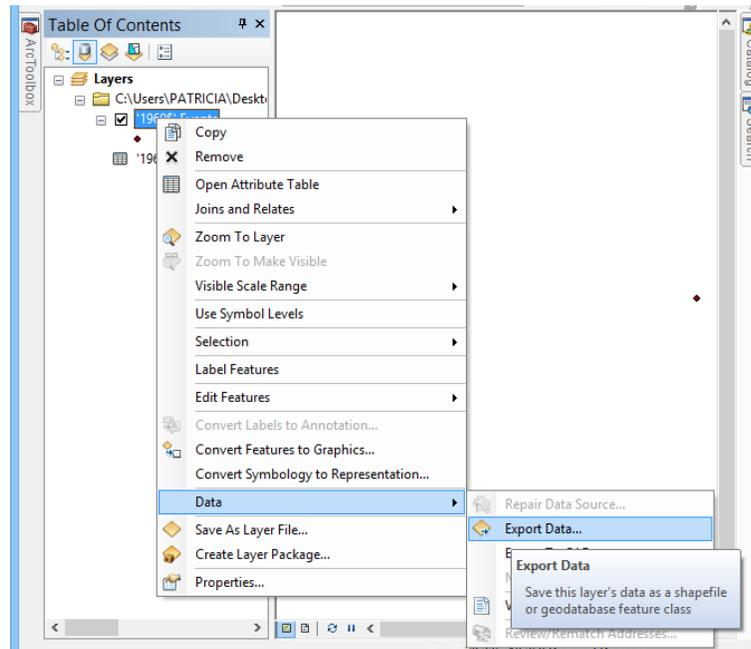 Table Of Contents
ArcToolbox
Layers
C:\Users\PATRICIA\Deskt
Copy
Remove
Open Attribute Table
Joins and Relates
Zoom To Layer
Zoom To Make Visible
Visible Scale Range
Use Symbol Levels
Selection
Label Features
Edit Features
Convert Labels to Annotation...
Convert Features to Graphics...
Convert Symbology to Representation...
Data
Save As Layer File...
Create Layer Package...
Properties...
Repair Data Source...
Export Data...
Export Data
Save this layer's data as a shapefile
or geodatabase feature class
Review/Rematch Addresses...